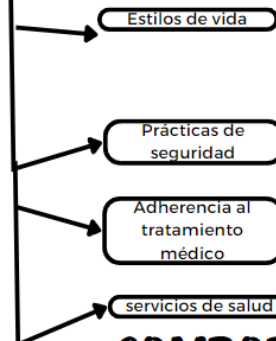 Estilos de vida
Prácticas de
seguridad
Adherencia al
tratamiento
médico
servicios de salud